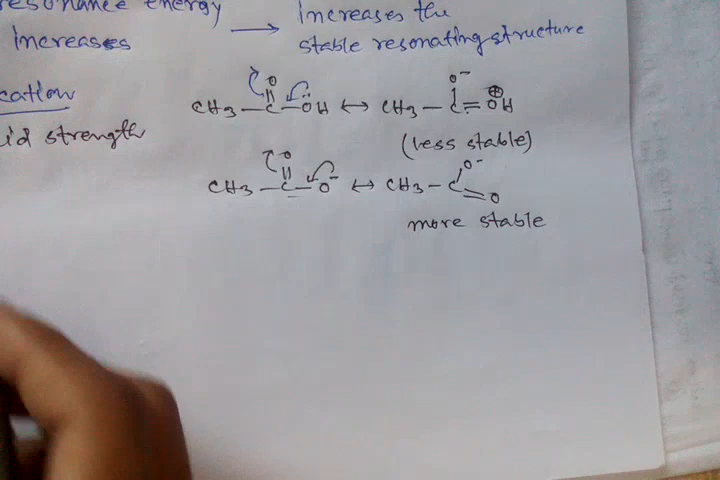 resonance energy increases → increases the
stable resonating structure
cation
id strength
CH3 – C – ÖH ↔ CH3 – C = OH
O
O−
⊕
(less stable)
CH3 – C – O− ↔ CH3 – C = O
O
O−
more stable